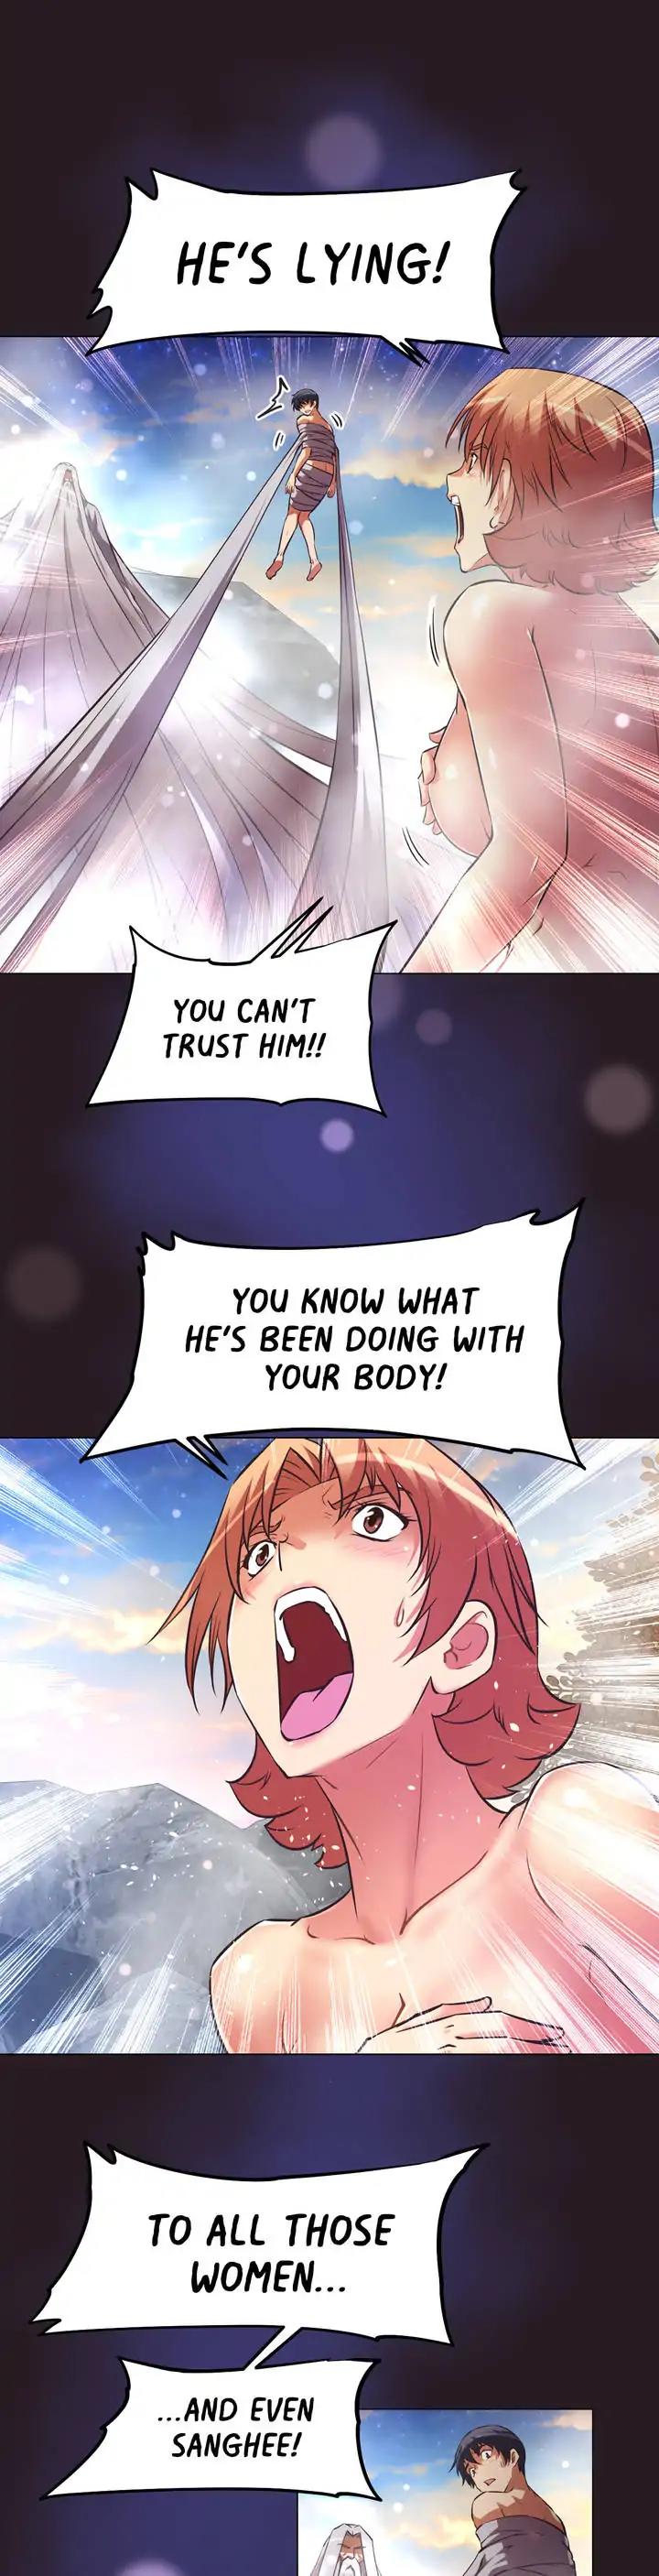 HE'S LYING!
YOU CAN'T
TRUST HIM!!
YOU KNOW WHAT
HE'S BEEN DOING WITH
YOUR BODY!
TO ALL THOSE
WOMEN...
...AND EVEN
SANGHEE!